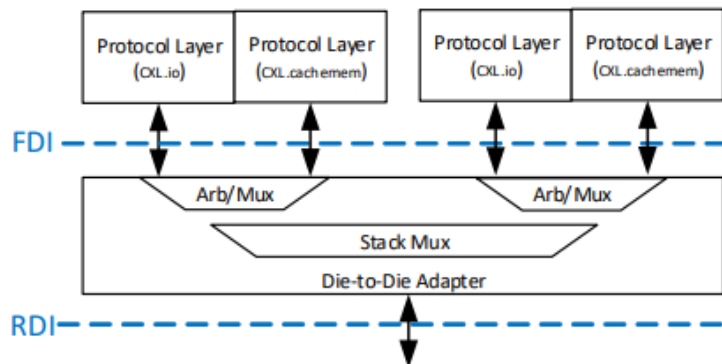 Protocol Layer
(CXL.io)
Protocol Layer
(CXL.cachemem)
Protocol Layer
(CXL.io)
Protocol Layer
(CXL.cachemem)
FDI
Arb/Mux
Arb/Mux
Stack Mux
Die-to-Die Adapter
RDI